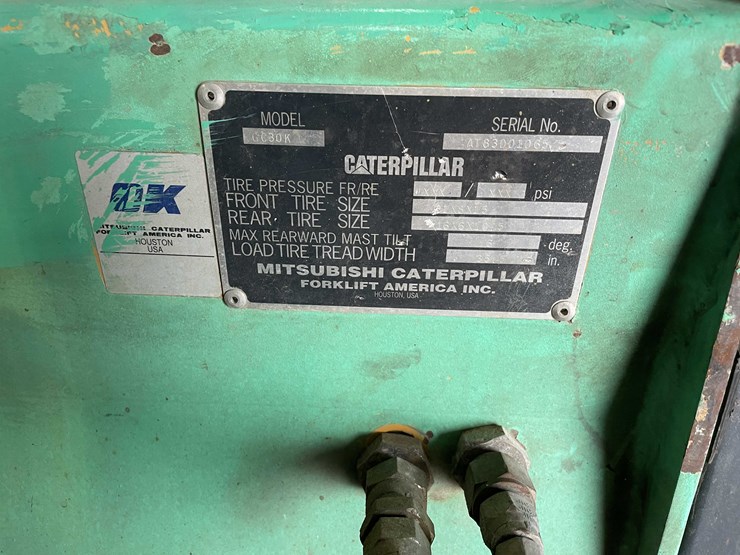 MODEL
SERIAL No.
GC30K
CATERPILLAR
TIRE PRESSURE FR/RE / psi
FRONT TIRE SIZE
REAR TIRE SIZE
MAX REARWARD MAST TILT deg.
LOAD TIRE TREAD WIDTH in.
MITSUBISHI CATERPILLAR
FORKLIFT AMERICA INC.
HOUSTON, USA
OK
MITSUBISHI CATERPILLAR
FORKLIFT AMERICA INC.
HOUSTON
USA